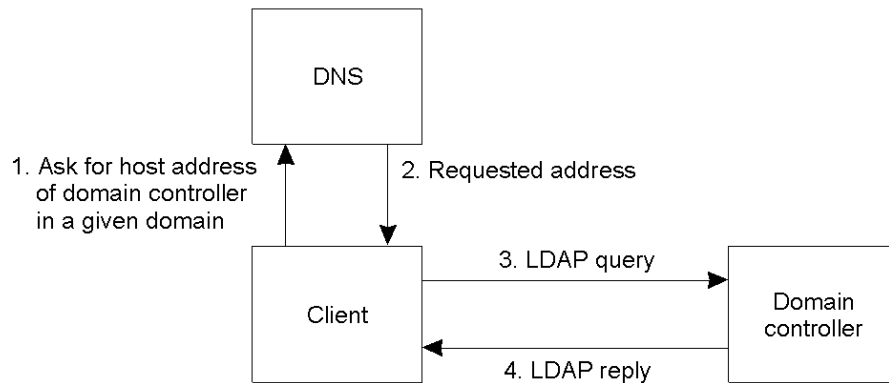 DNS
1. Ask for host address
of domain controller
in a given domain
2. Requested address
3. LDAP query
Client
Domain
controller
4. LDAP reply